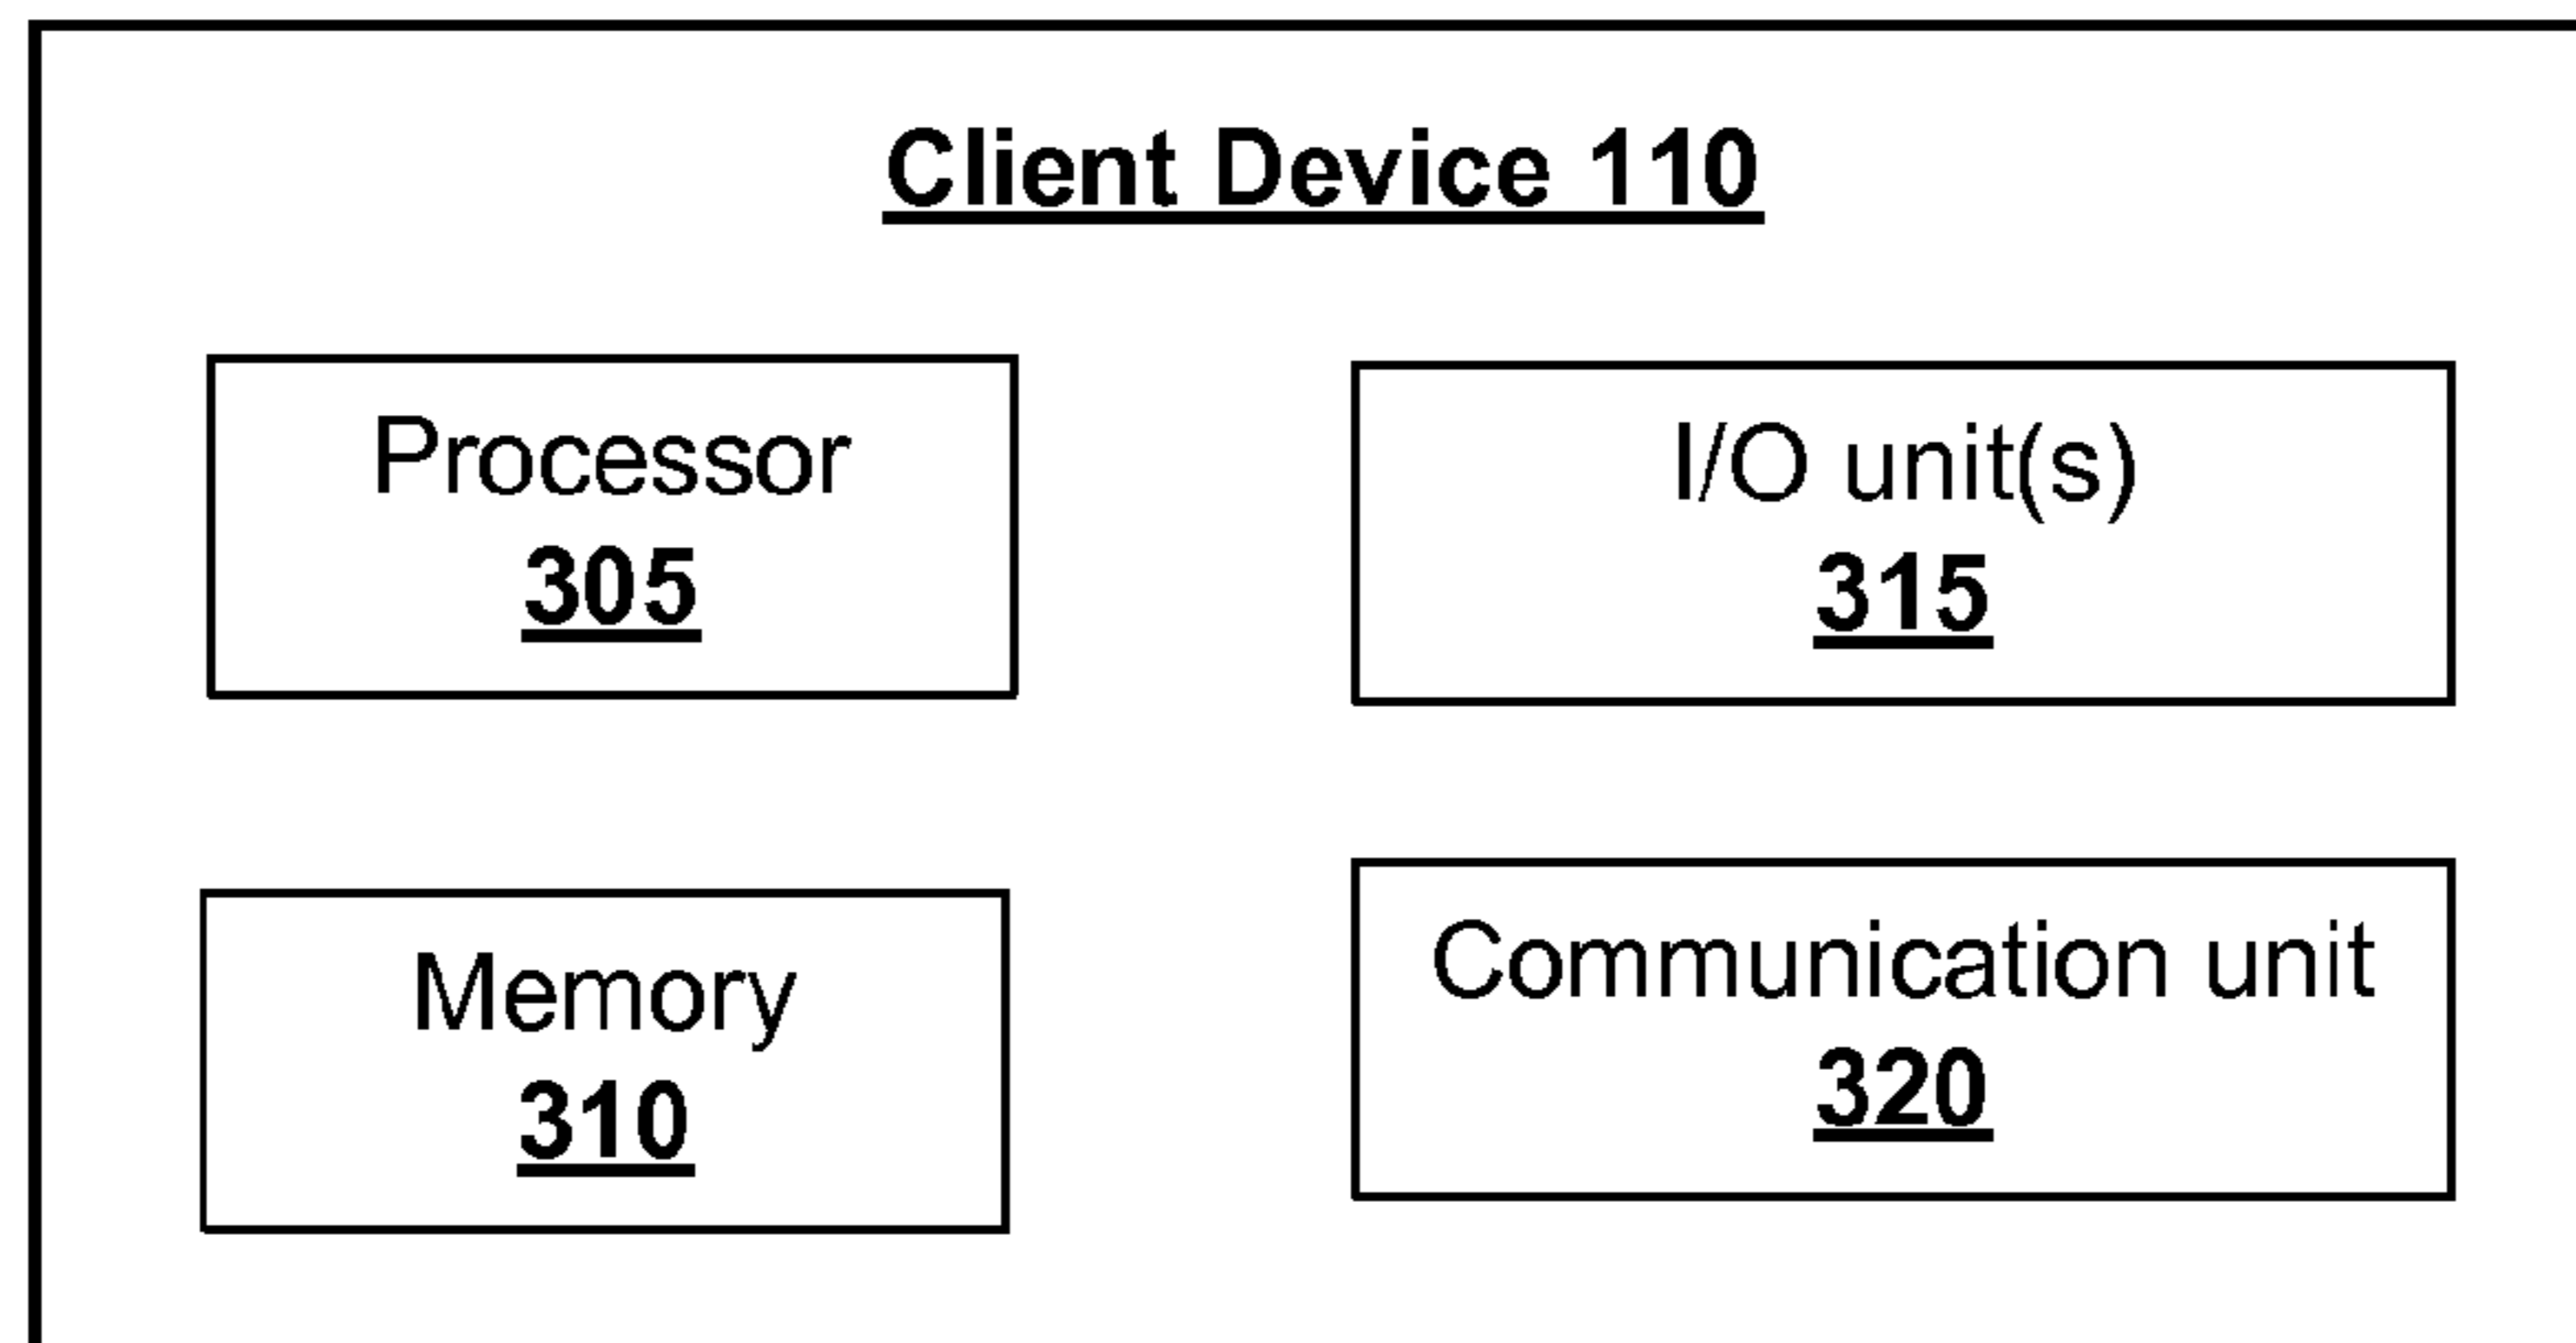 Client Device 110
Processor
305
I/O unit(s)
315
Memory
310
Communication unit
320